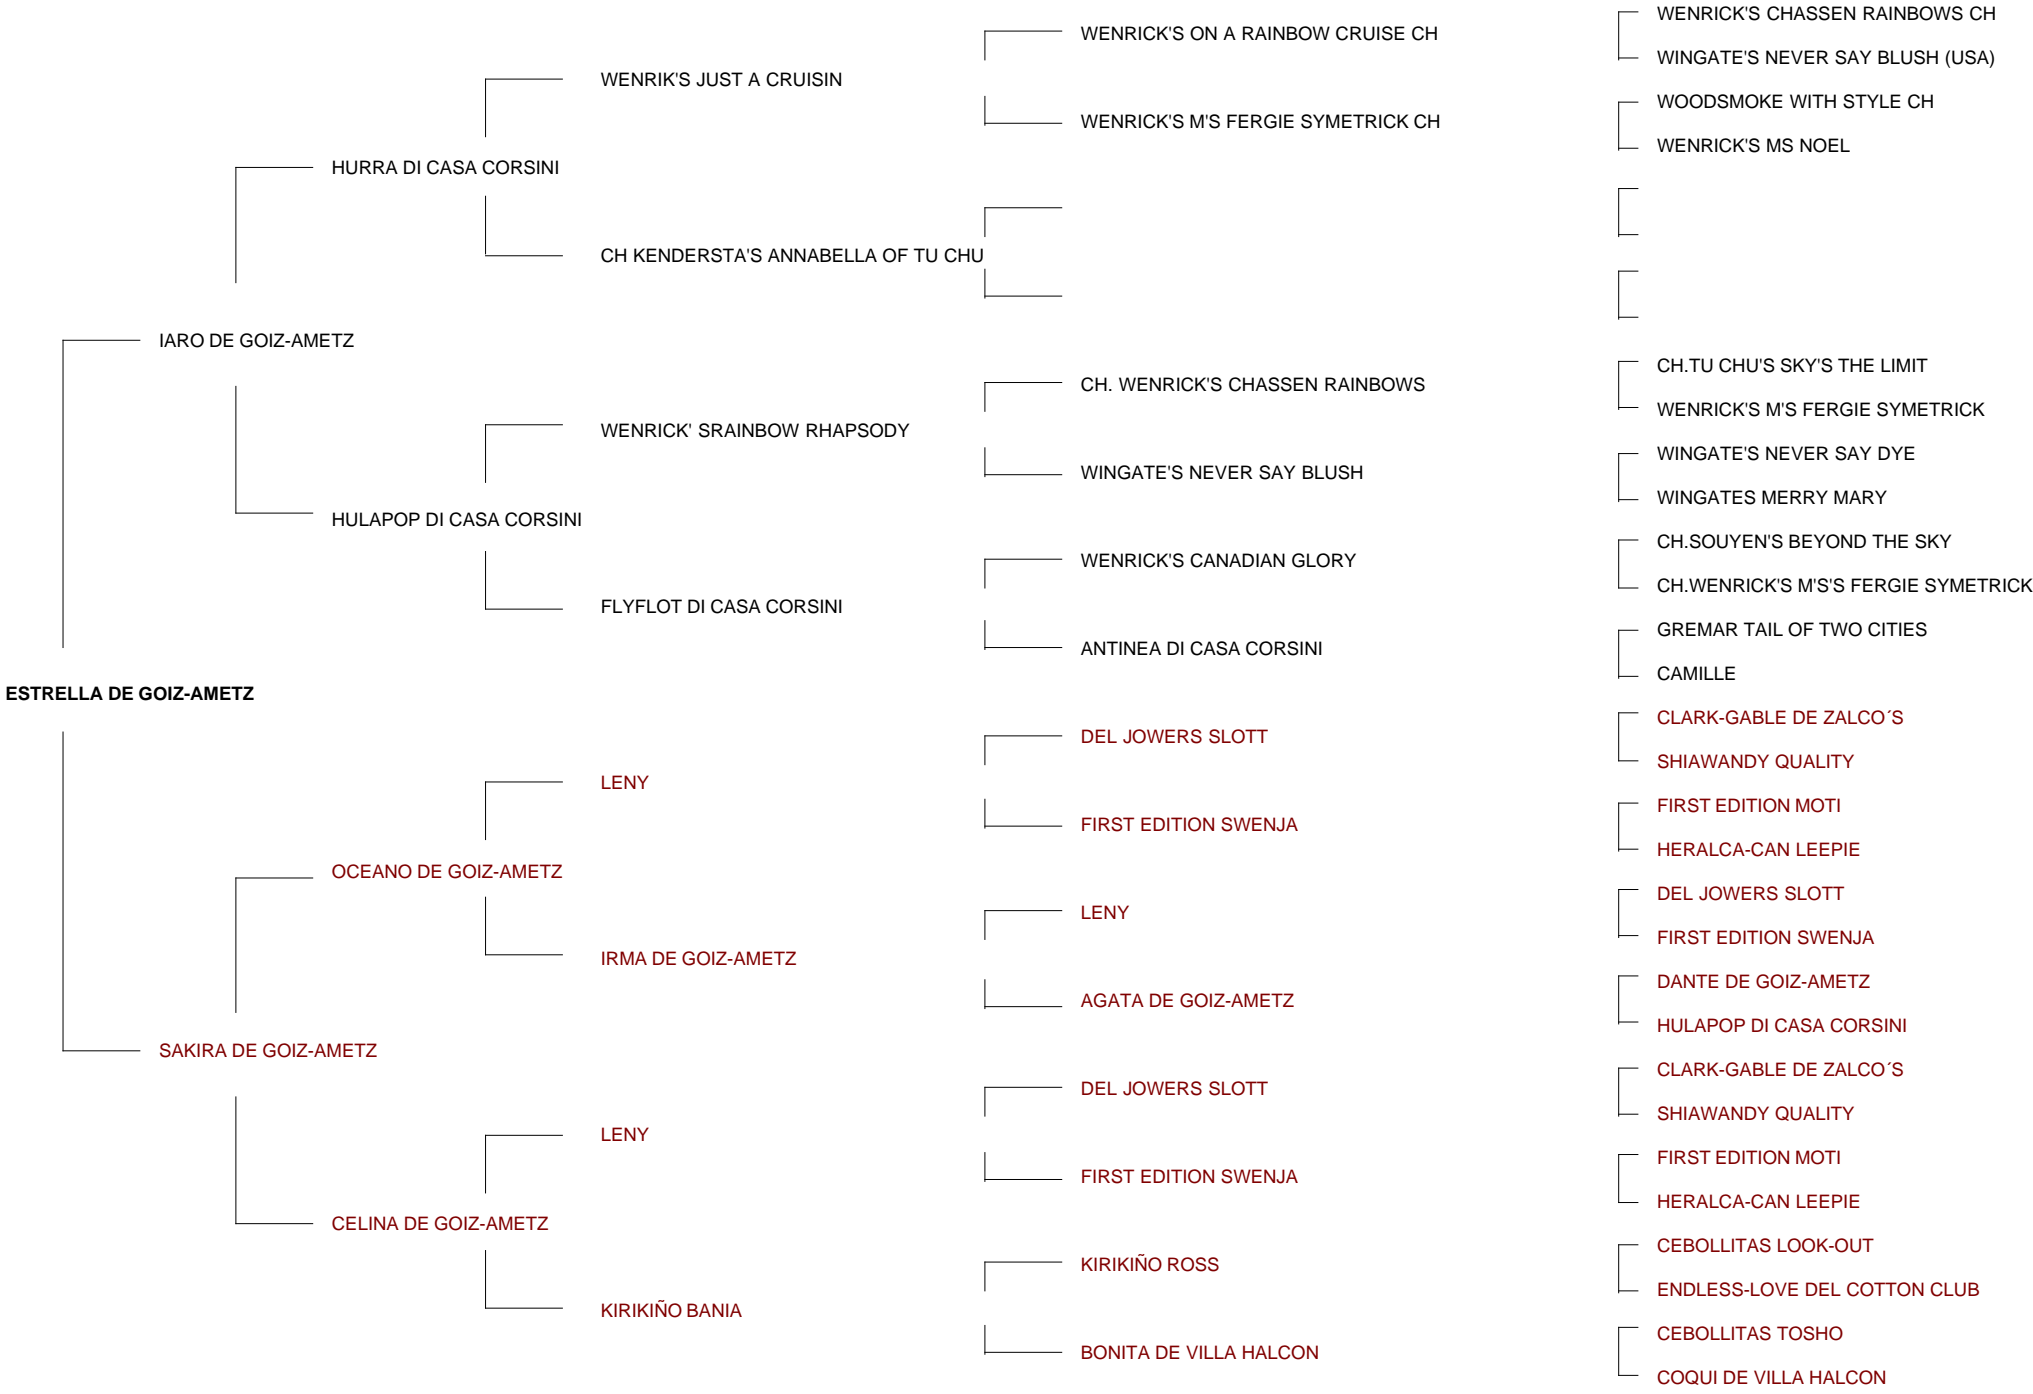 WENRICK'S CHASSEN RAINBOWS CH
WENRICK'S ON A RAINBOW CRUISE CH
WINGATE'S NEVER SAY BLUSH (USA)
WENRIK'S JUST A CRUISIN
WOODSMOKE WITH STYLE CH
WENRICK'S M'S FERGIE SYMETRICK CH
WENRICK'S MS NOEL
HURRA DI CASA CORSINI
CH KENDERSTA'S ANNABELLA OF TU CHU
IARO DE GOIZ-AMETZ
CH.TU CHU'S SKY'S THE LIMIT
CH. WENRICK'S CHASSEN RAINBOWS
WENRICK'S M'S FERGIE SYMETRICK
WENRICK' SRAINBOW RHAPSODY
WINGATE'S NEVER SAY DYE
WINGATE'S NEVER SAY BLUSH
WINGATES MERRY MARY
HULAPOP DI CASA CORSINI
CH.SOUYEN'S BEYOND THE SKY
WENRICK'S CANADIAN GLORY
CH.WENRICK'S M'S'S FERGIE SYMETRICK
FLYFLOT DI CASA CORSINI
GREMAR TAIL OF TWO CITIES
ANTINEA DI CASA CORSINI
CAMILLE
ESTRELLA DE GOIZ-AMETZ
CLARK-GABLE DE ZALCO´S
DEL JOWERS SLOTT
SHIAWANDY QUALITY
LENY
FIRST EDITION MOTI
FIRST EDITION SWENJA
HERALCA-CAN LEEPIE
OCEANO DE GOIZ-AMETZ
DEL JOWERS SLOTT
LENY
FIRST EDITION SWENJA
IRMA DE GOIZ-AMETZ
DANTE DE GOIZ-AMETZ
AGATA DE GOIZ-AMETZ
HULAPOP DI CASA CORSINI
SAKIRA DE GOIZ-AMETZ
CLARK-GABLE DE ZALCO´S
DEL JOWERS SLOTT
SHIAWANDY QUALITY
LENY
FIRST EDITION MOTI
FIRST EDITION SWENJA
HERALCA-CAN LEEPIE
CELINA DE GOIZ-AMETZ
CEBOLLITAS LOOK-OUT
KIRIKIÑO ROSS
ENDLESS-LOVE DEL COTTON CLUB
KIRIKIÑO BANIA
CEBOLLITAS TOSHO
BONITA DE VILLA HALCON
COQUI DE VILLA HALCON